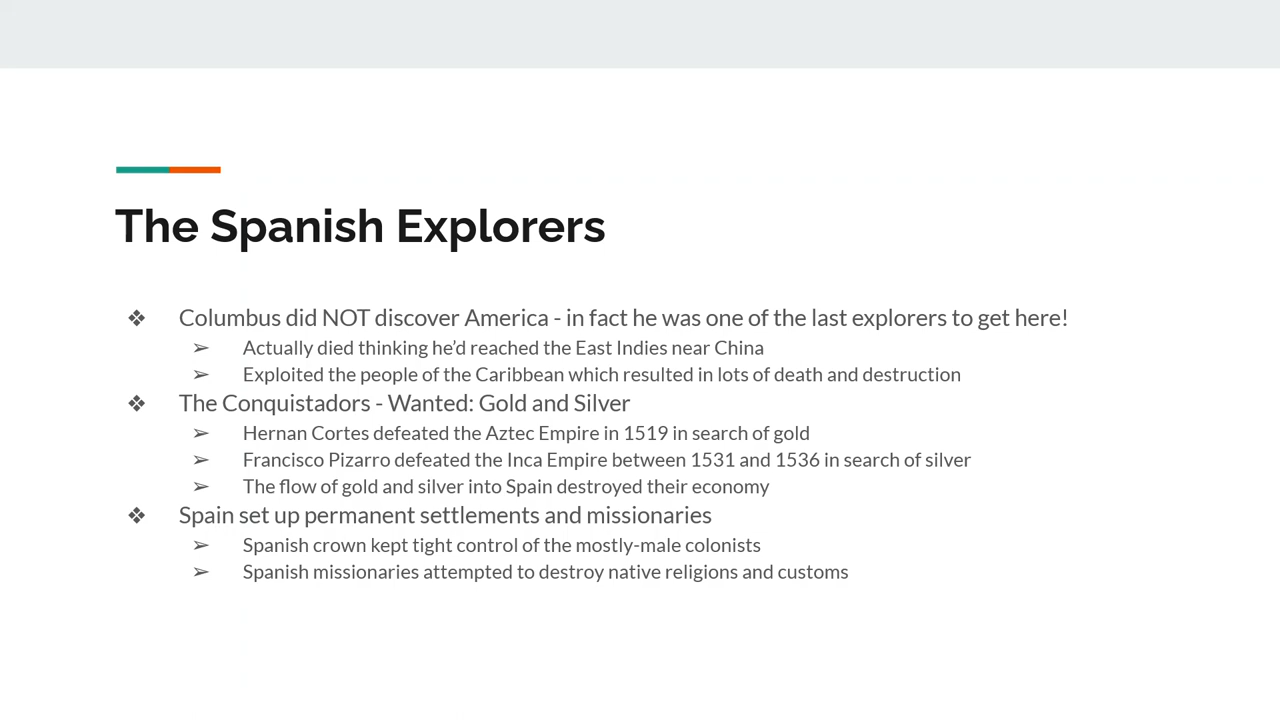 The Spanish Explorers
❖ Columbus did NOT discover America - in fact he was one of the last explorers to get here!
➢ Actually died thinking he’d reached the East Indies near China
➢ Exploited the people of the Caribbean which resulted in lots of death and destruction
❖ The Conquistadors - Wanted: Gold and Silver
➢ Hernan Cortes defeated the Aztec Empire in 1519 in search of gold
➢ Francisco Pizarro defeated the Inca Empire between 1531 and 1536 in search of silver
➢ The flow of gold and silver into Spain destroyed their economy
❖ Spain set up permanent settlements and missionaries
➢ Spanish crown kept tight control of the mostly-male colonists
➢ Spanish missionaries attempted to destroy native religions and customs